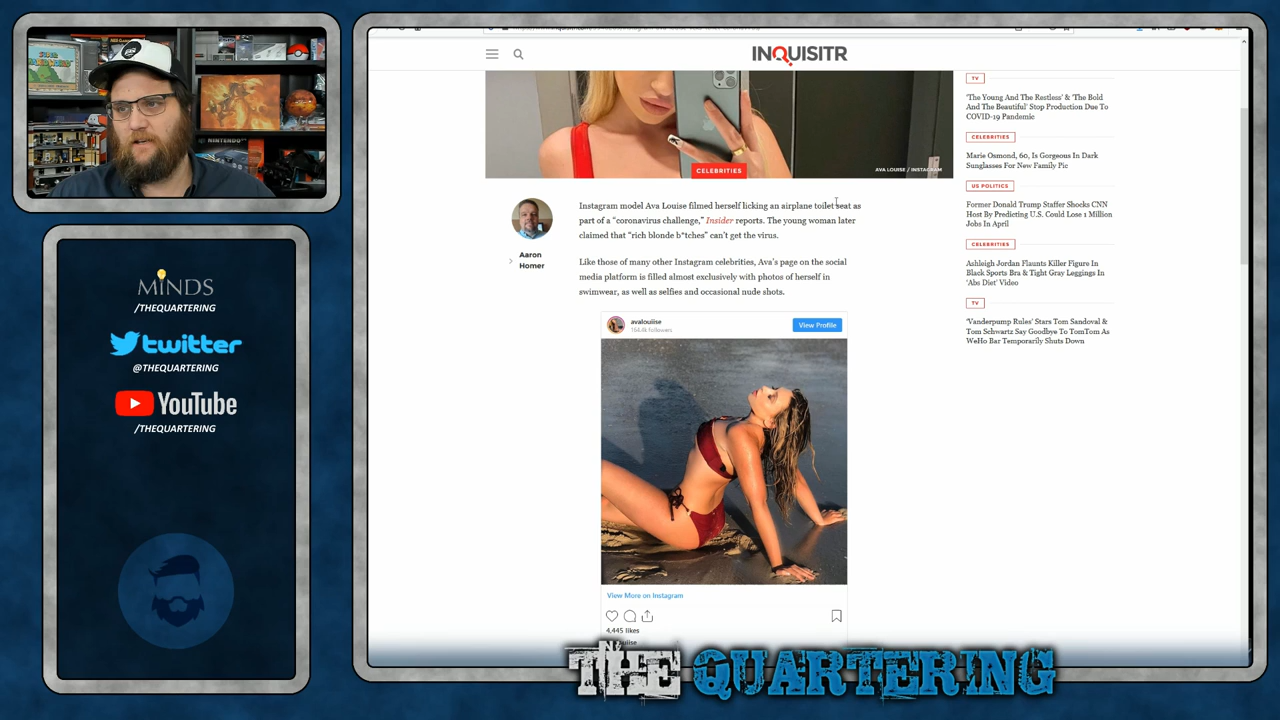 MINDS
/THEQUARTERING
twitter
@THEQUARTERING
YouTube
/THEQUARTERING
INQUISITR
CELEBRITIES
AVA LOUISE / INSTAGRAM
Aaron
Homer
Instagram model Ava Louise filmed herself licking an airplane toilet seat as
part of a “coronavirus challenge,” Insider reports. The young woman later
claimed that “rich blonde b*tches” can’t get the virus.
Like those of many other Instagram celebrities, Ava’s page on the social
media platform is filled almost exclusively with photos of herself in
swimwear, as well as selfies and occasional nude shots.
avalouiise
164.4k followers
View Profile
View More on Instagram
4,445 likes
TV
'The Young And The Restless' & 'The Bold
And The Beautiful' Stop Production Due To
COVID-19 Pandemic
CELEBRITIES
Marie Osmond, 60, Is Gorgeous In Dark
Sunglasses For New Family Pic
US POLITICS
Former Donald Trump Staffer Shocks CNN
Host By Predicting U.S. Could Lose 1 Million
Jobs In April
CELEBRITIES
Ashleigh Jordan Flaunts Killer Figure In
Black Sports Bra & Tight Gray Leggings In
'Abs Diet' Video
TV
'Vanderpump Rules' Stars Tom Sandoval &
Tom Schwartz Say Goodbye To TomTom As
WeHo Bar Temporarily Shuts Down
THE QUARTERING